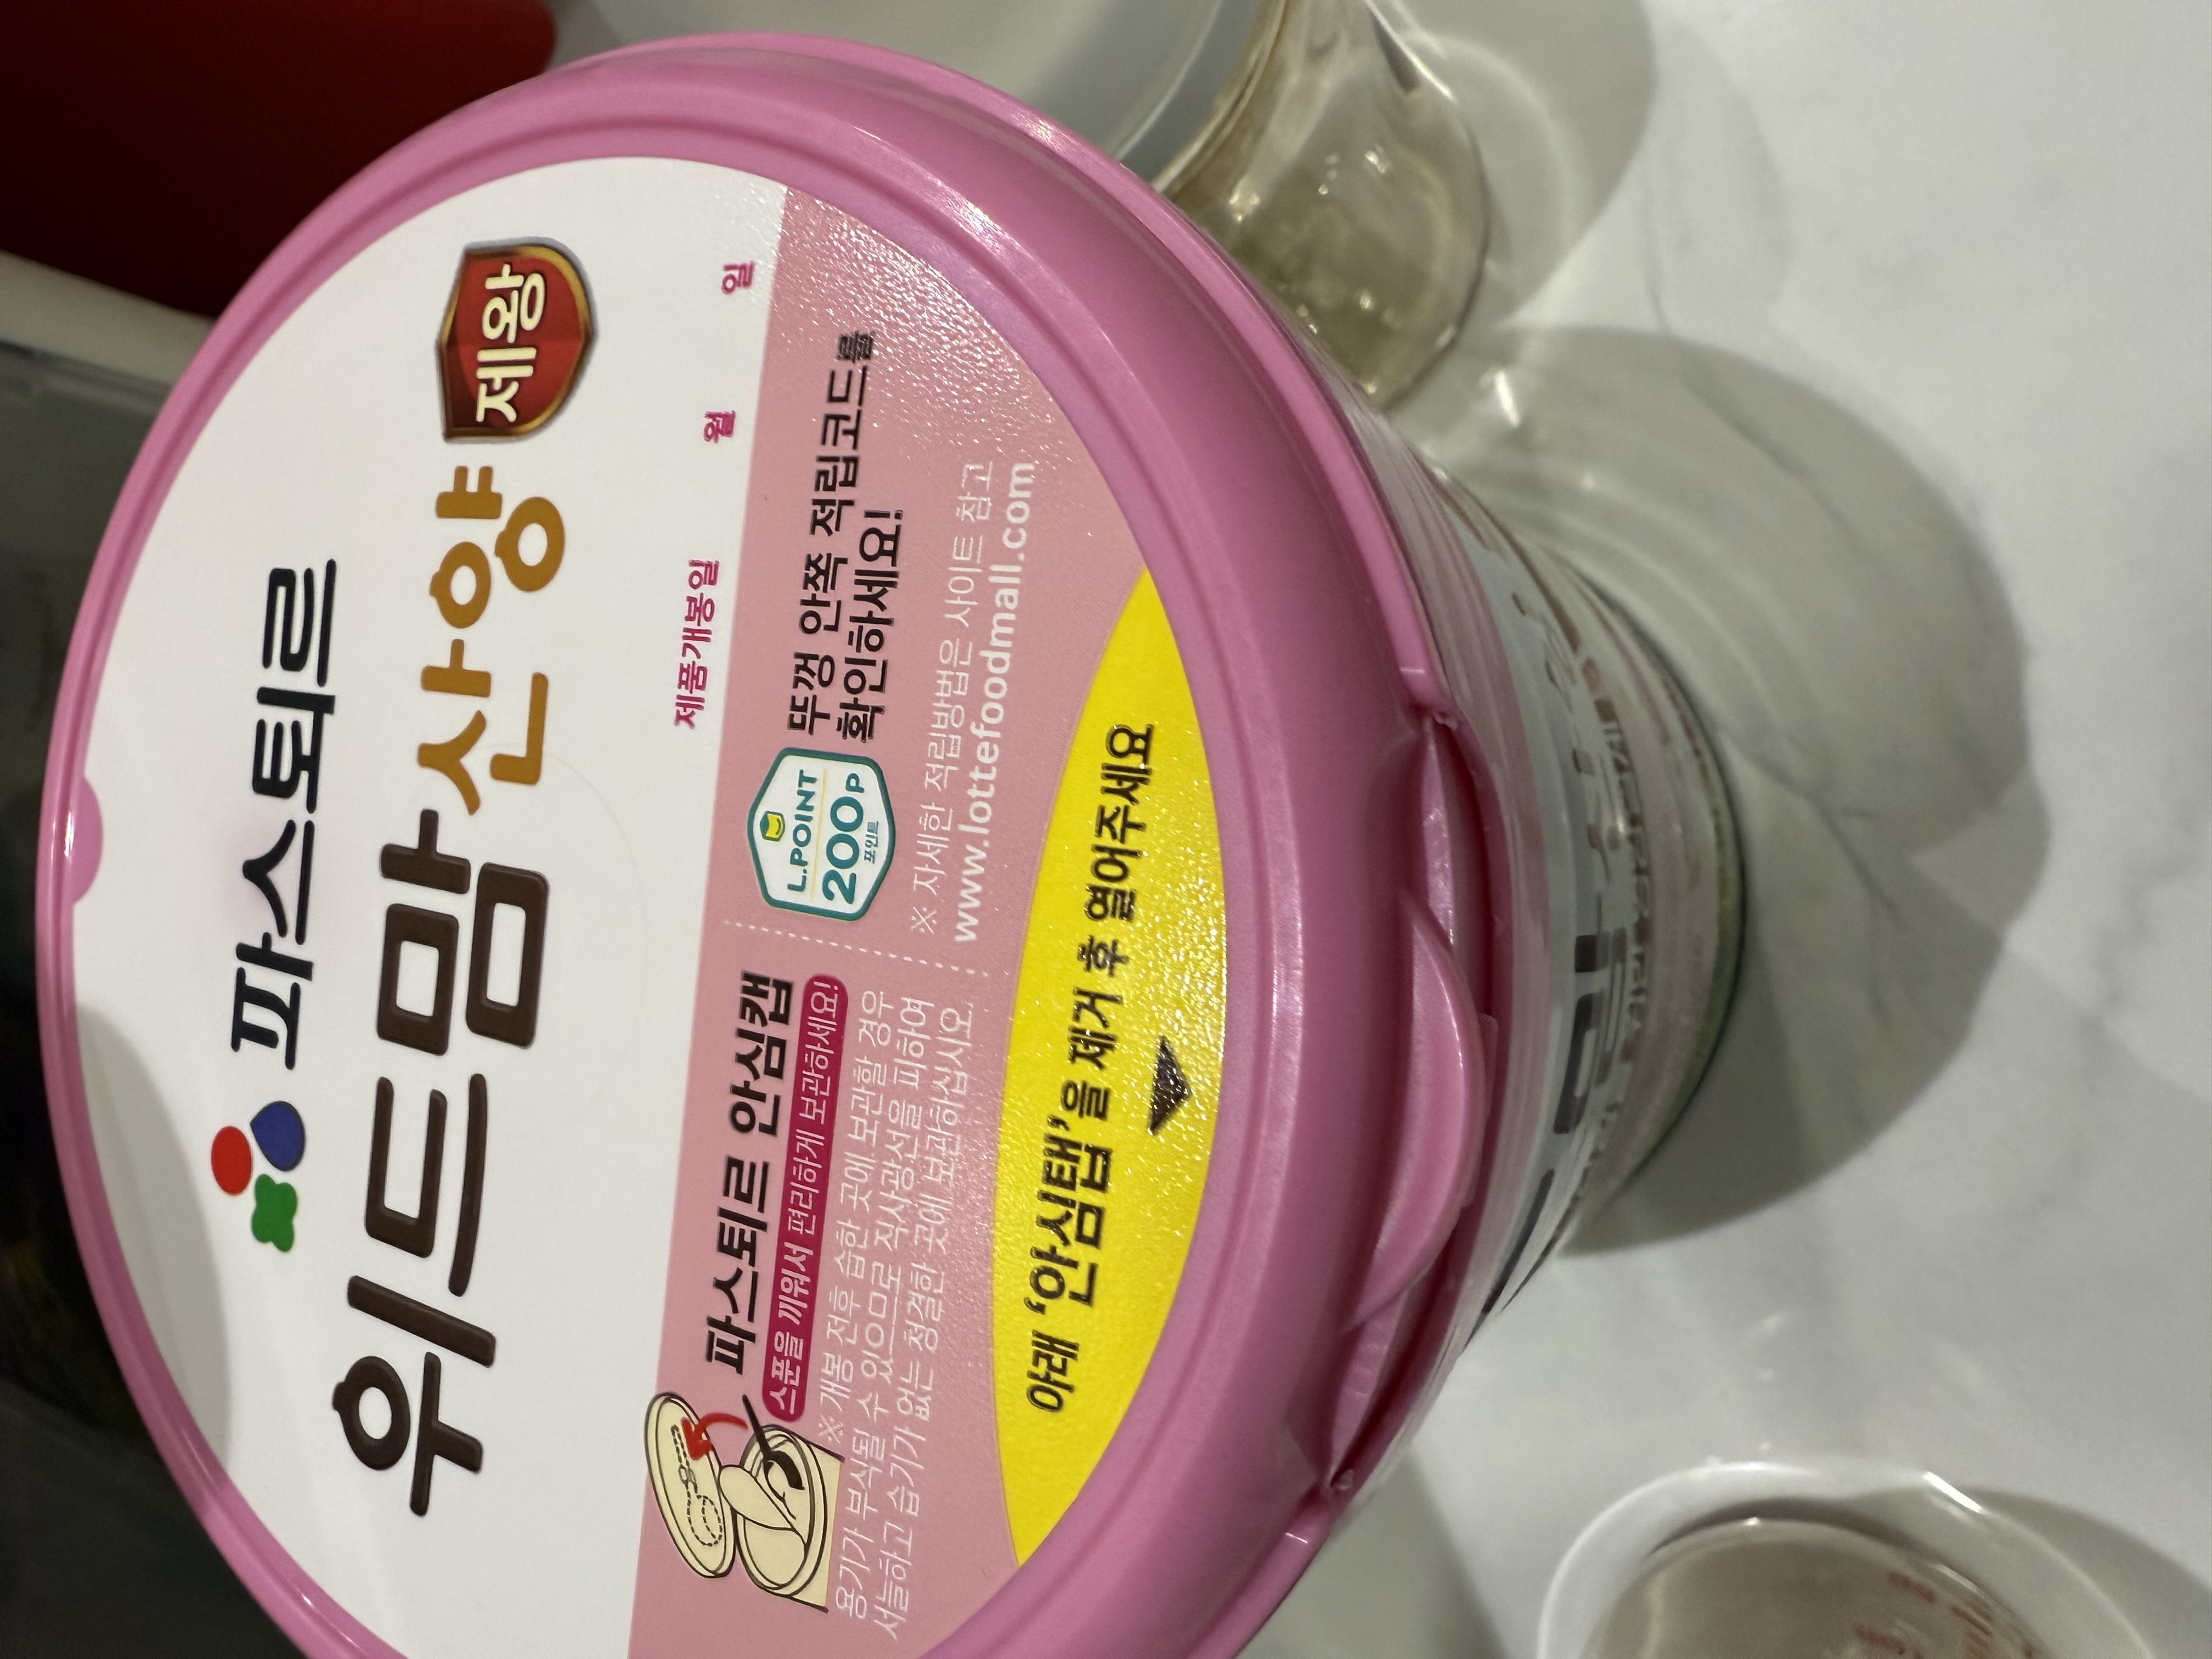 파스퇴르
위드맘 산양 제왕
제품개봉일 월 일
파스퇴르 안심캡
스푼을 끼워서 편리하게 보관하세요!
※개봉 전후 습한 곳에 보관할 경우
용기가 부식될 수 있으므로 직사광선을 피하여
서늘하고 습기가 없는 청결한 곳에 보관하십시오.
L.POINT
200P
포인트
뚜껑 안쪽 적립코드를
확인하세요!
※ 자세한 적립방법은 사이트 참고
www.lottefoodmall.com
아래 '안심탭'을 제거 후 열어주세요